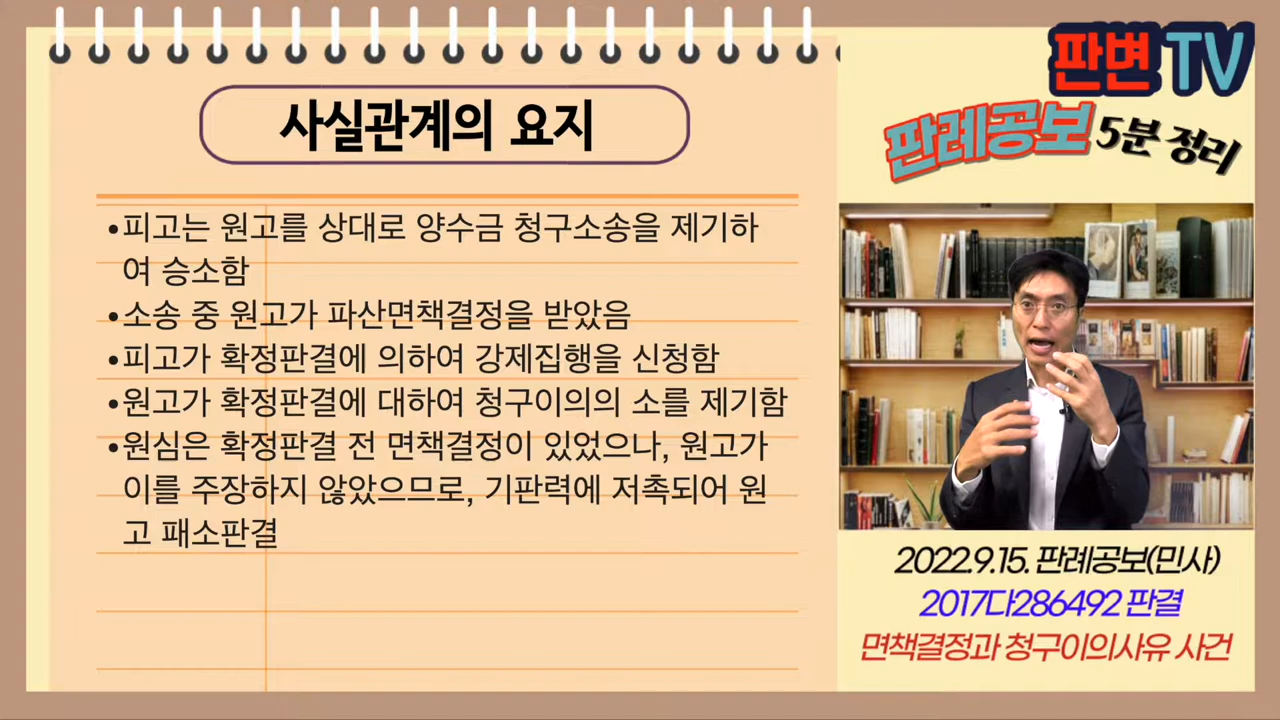 사실관계의 요지
•피고는 원고를 상대로 양수금 청구소송을 제기하
여 승소함
•소송 중 원고가 파산면책결정을 받았음
•피고가 확정판결에 의하여 강제집행을 신청함
•원고가 확정판결에 대하여 청구이의의 소를 제기함
•원심은 확정판결 전 면책결정이 있었으나, 원고가
이를 주장하지 않았으므로, 기판력에 저촉되어 원
고 패소판결
판변 TV
판례공보 5분 정리
2022.9.15. 판례공보(민사)
2017다286492 판결
면책결정과 청구이의사유 사건